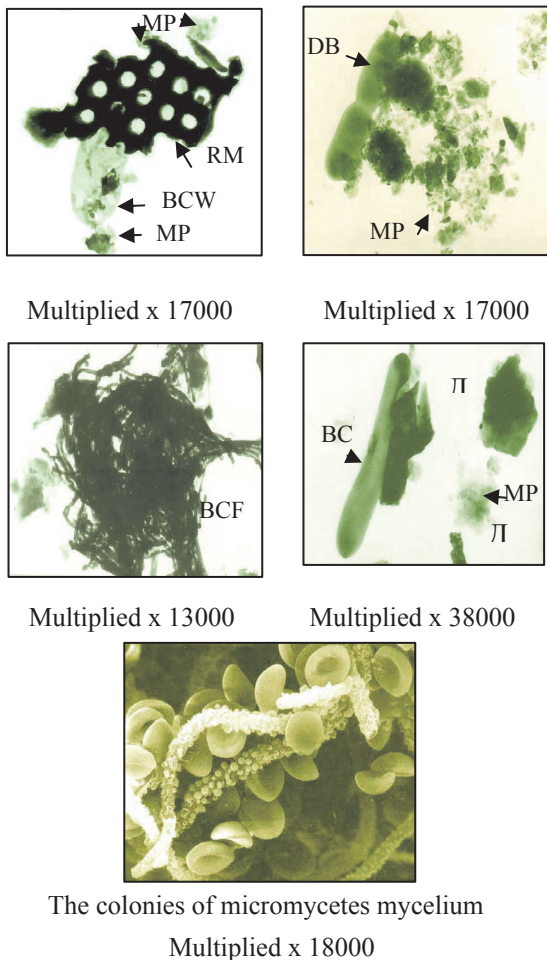 MP
RM
BCW
MP
DB
MP
Multiplied x 17000
Multiplied x 17000
BCF
BC
Л
MP
Л
Multiplied x 13000
Multiplied x 38000
The colonies of micromycetes mycelium
Multiplied x 18000